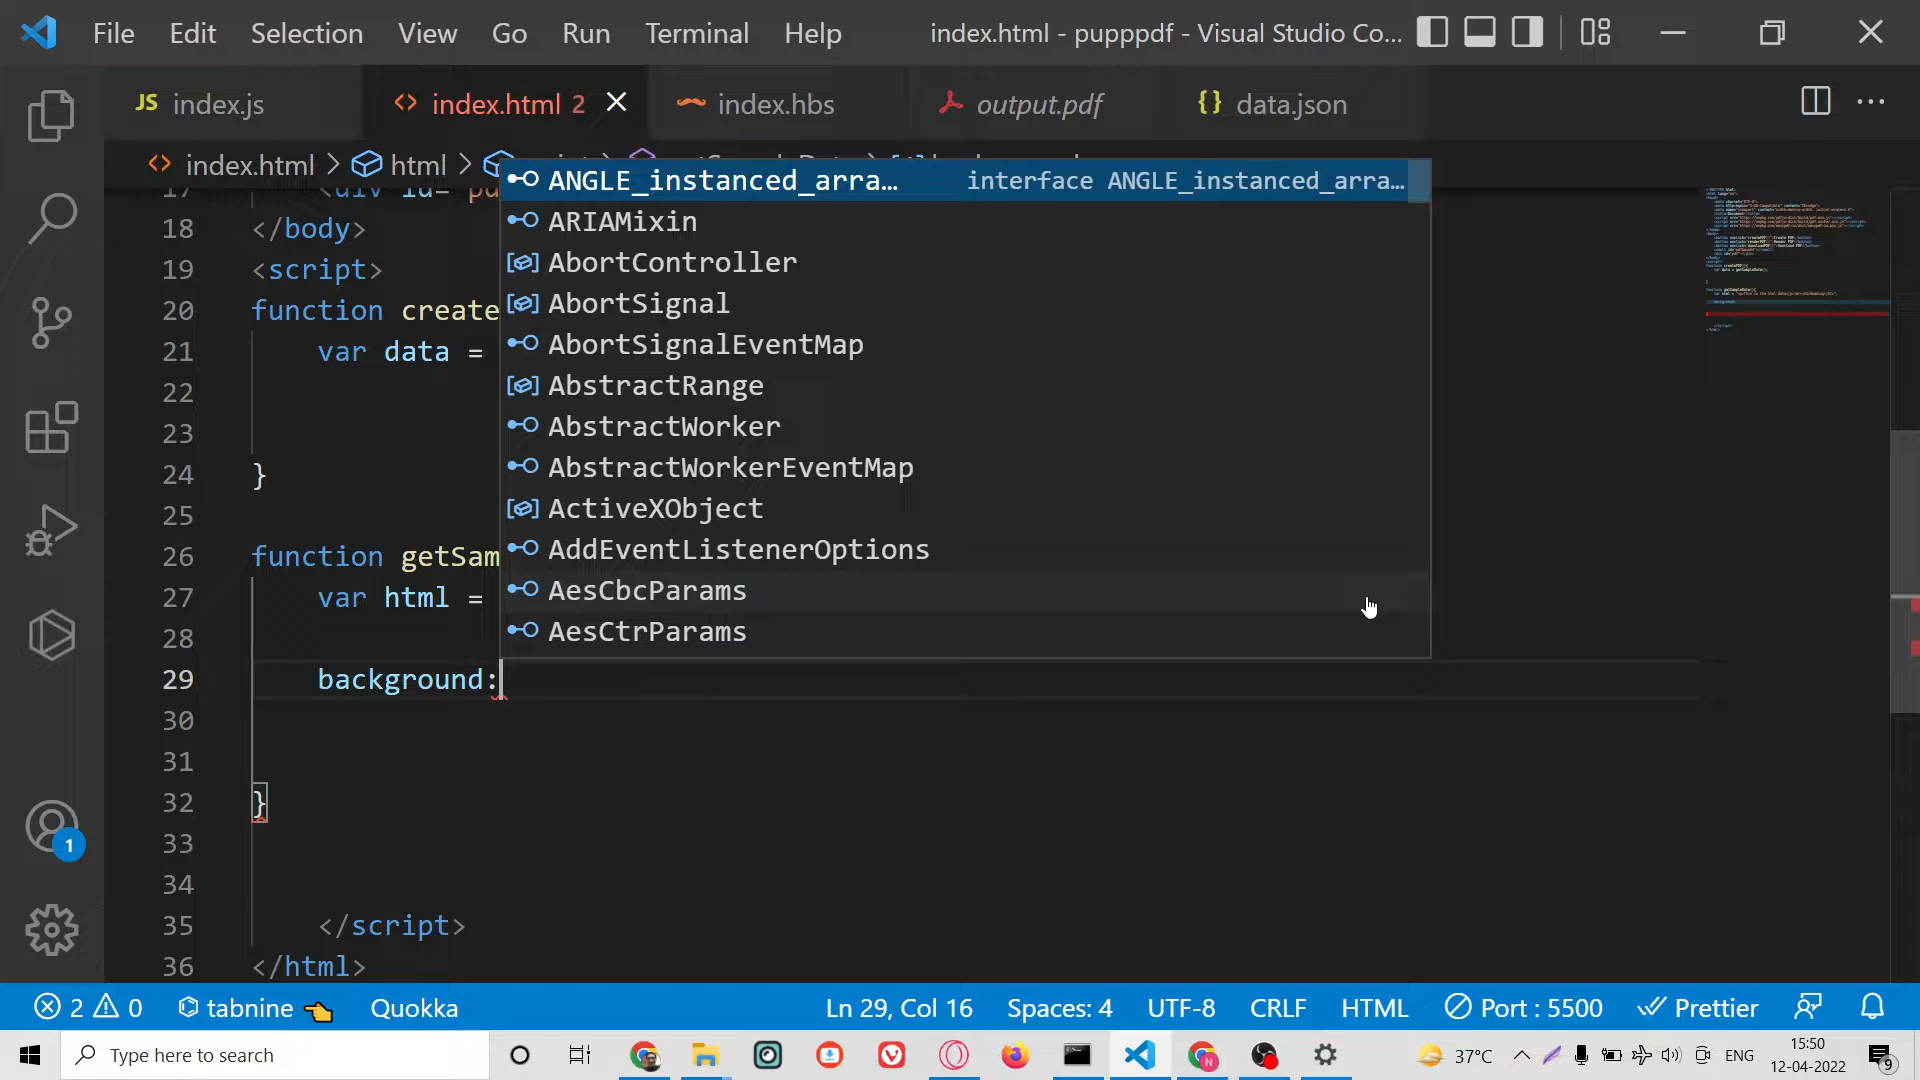 File Edit Selection View Go Run Terminal Help index.html - pupppdf - Visual Studio Co...
JS index.js <> index.html 2 index.hbs output.pdf {} data.json ...
<> index.html > html >
17 <div id=
ANGLE_instanced_arra... interface ANGLE_instanced_arra...
ARIAMixin
18 </body>
AbortController
19 <script>
AbortSignal
20 function create
AbortSignalEventMap
21 var data =
AbstractRange
22
AbstractWorker
23
AbstractWorkerEventMap
24 }
ActiveXObject
25
AddEventListenerOptions
26 function getSam
AesCbcParams
27 var html =
AesCtrParams
28
29 background:
30
31
32 }
33
34
35 </script>
36 </html>
1
2 0 tabnine Quokka Ln 29, Col 16 Spaces: 4 UTF-8 CRLF HTML Port : 5500 Prettier
Type here to search 37°C ENG 15:50
12-04-2022 9